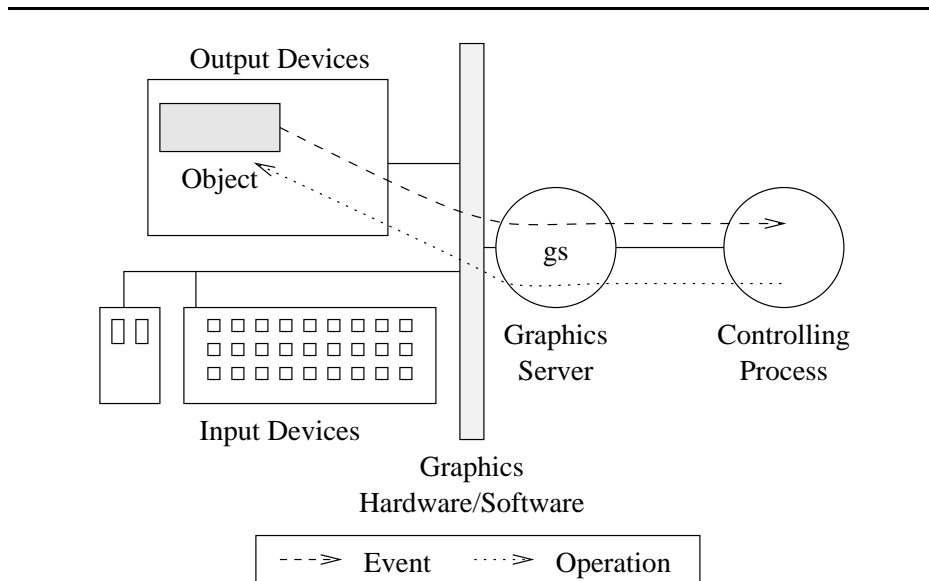 Output Devices
Object
gs
Graphics
Server
Controlling
Process
Input Devices
Graphics
Hardware/Software
Event
Operation